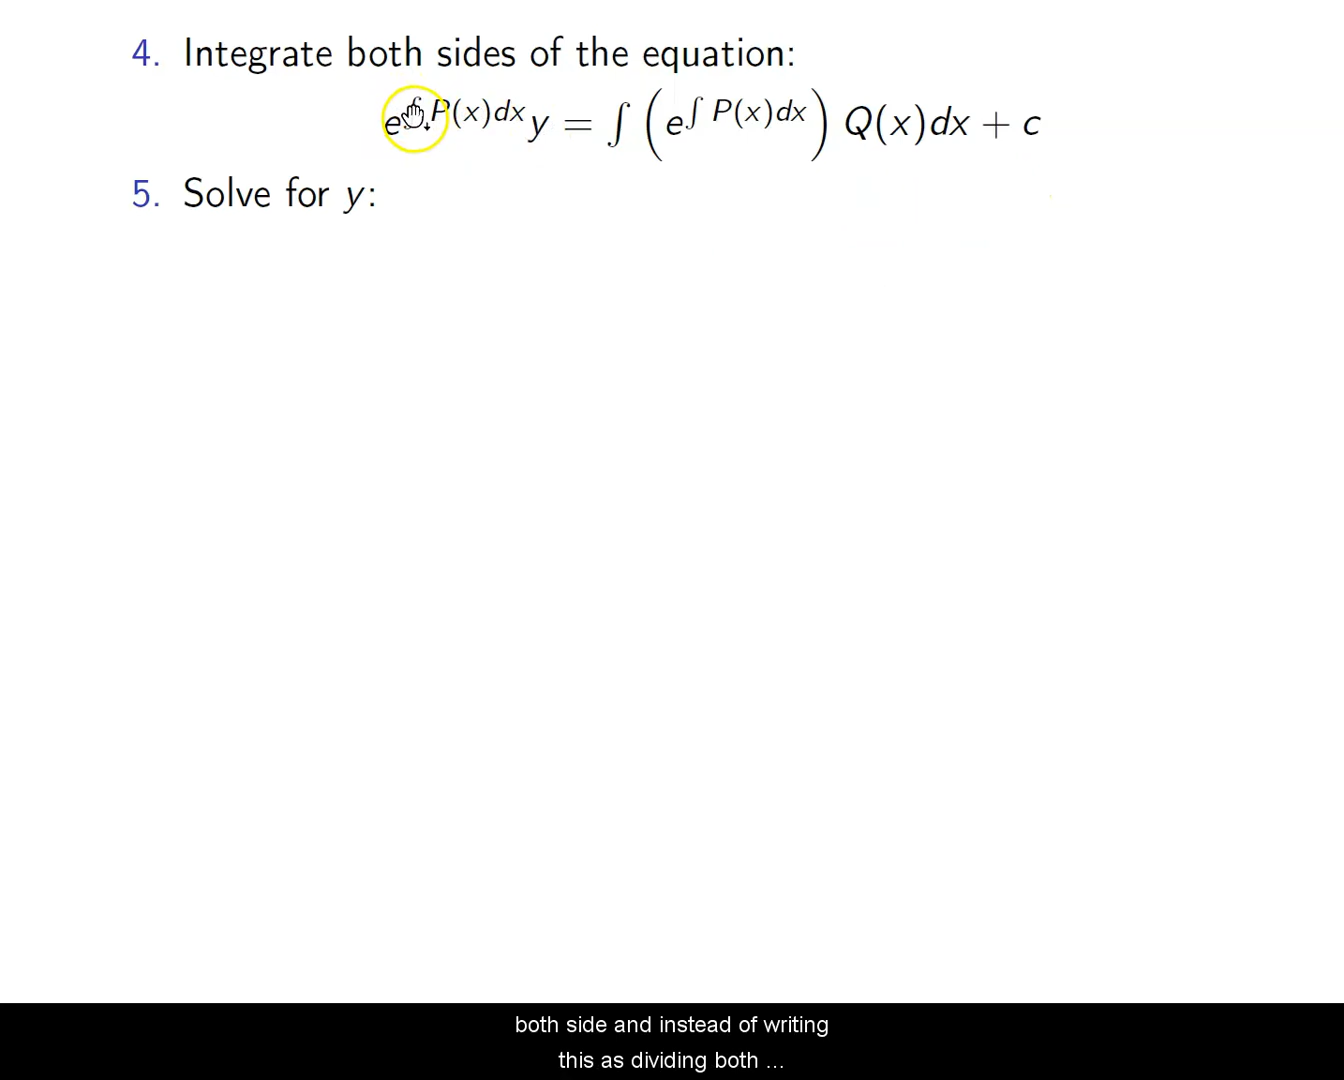 4. Integrate both sides of the equation:
e^{∫ P(x)dx} y = ∫ (e^{∫ P(x)dx}) Q(x)dx + c
5. Solve for y:
both side and instead of writing
this as dividing both ...